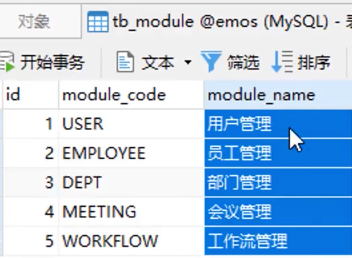 对象 tb_module @emos (MySQL) -
开始事务 文本 筛选 排序
id module_code module_name
1 USER 用户管理
2 EMPLOYEE 员工管理
3 DEPT 部门管理
4 MEETING 会议管理
5 WORKFLOW 工作流管理